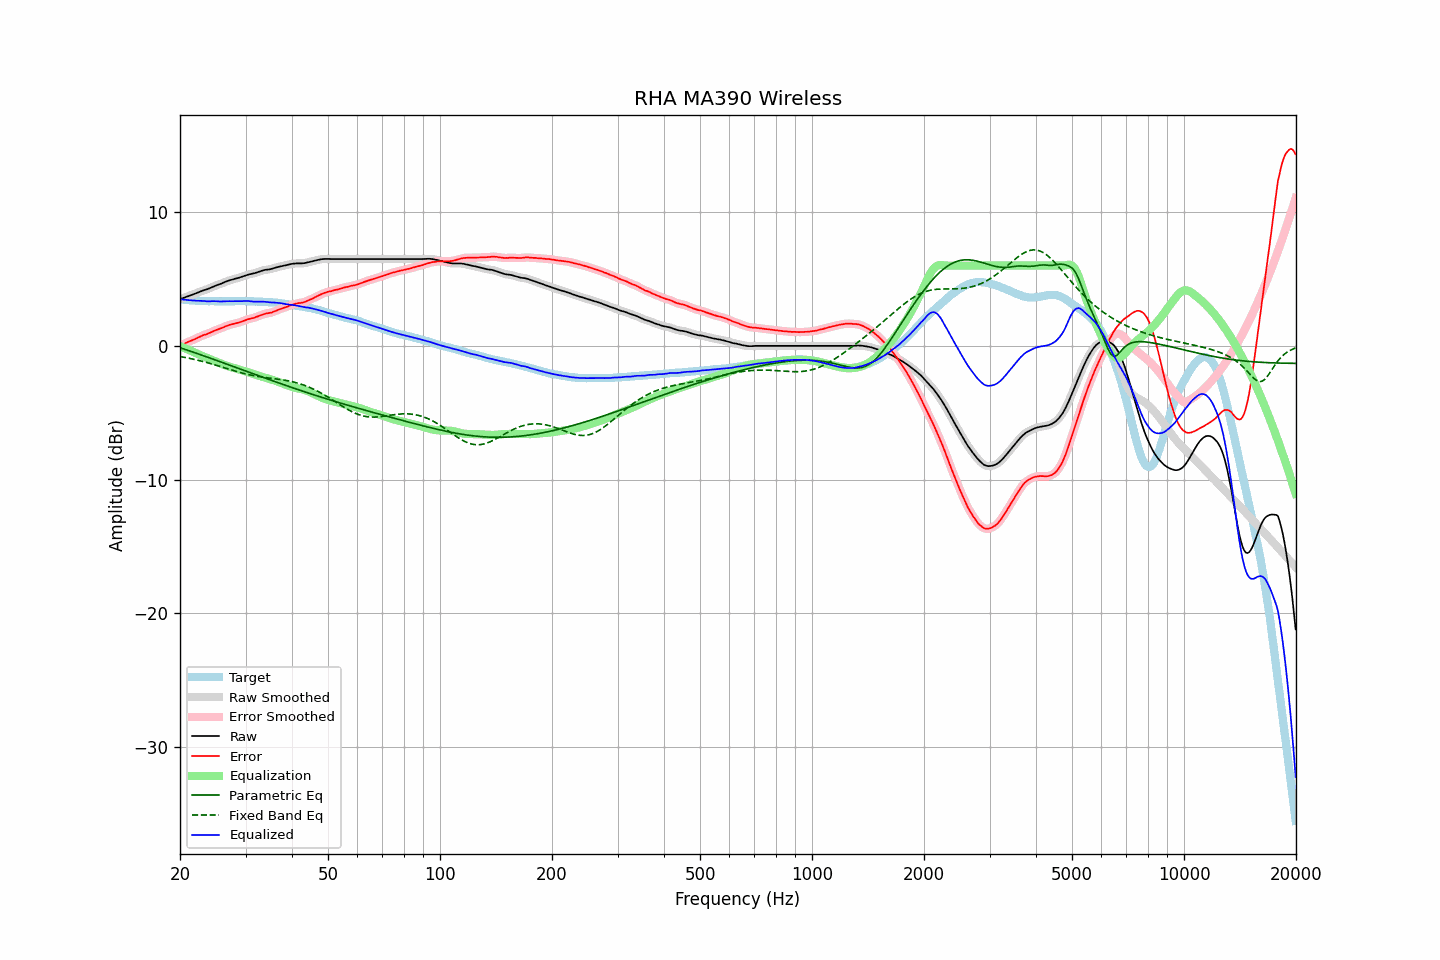 RHA MA390 Wireless
10
0
−10
−20
−30
Amplitude (dBr)
Target
Raw Smoothed
Error Smoothed
Raw
Error
Equalization
Parametric Eq
Fixed Band Eq
Equalized
20 50 100 200 500 1000 2000 5000 10000 20000
Frequency (Hz)